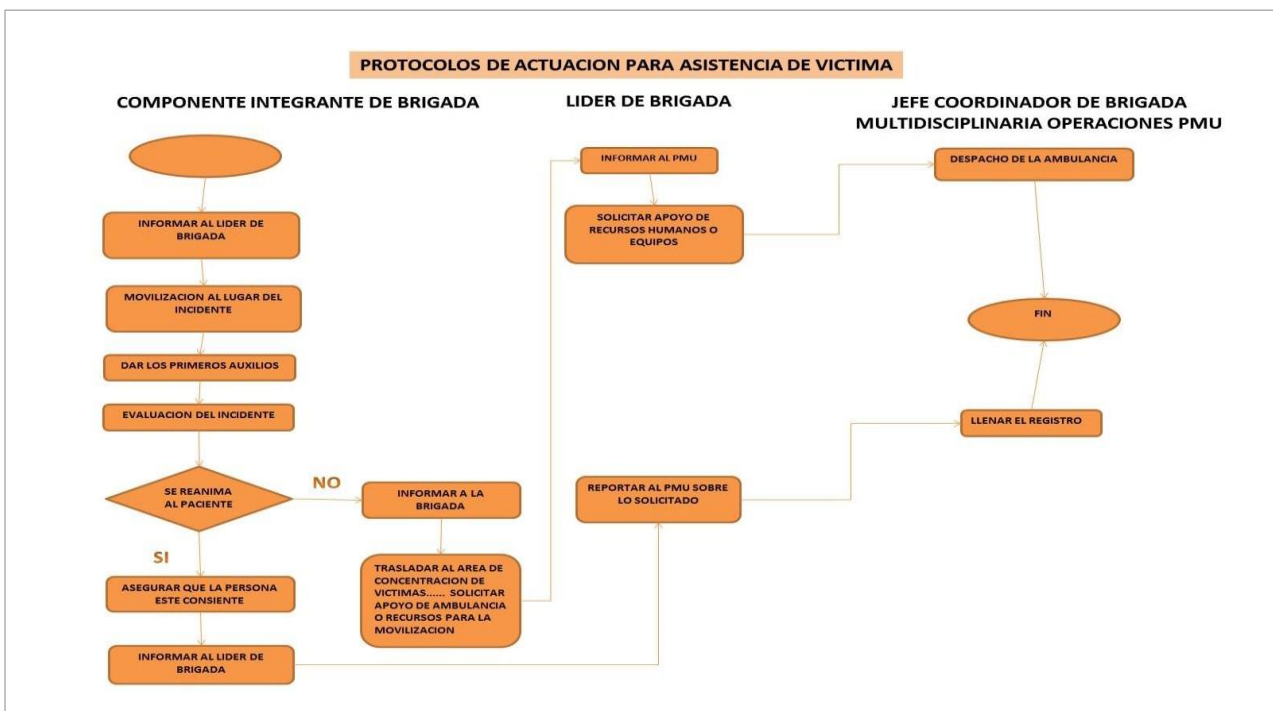 PROTOCOLOS DE ACTUACION PARA ASISTENCIA DE VICTIMA
COMPONENTE INTEGRANTE DE BRIGADA
LIDER DE BRIGADA
JEFE COORDINADOR DE BRIGADA
MULTIDISCIPLINARIA OPERACIONES PMU
INFORMAR AL LIDER DE
BRIGADA
MOVILIZACION AL LUGAR DEL
INCIDENTE
DAR LOS PRIMEROS AUXILIOS
EVALUACION DEL INCIDENTE
SE REANIMA
AL PACIENTE
NO
INFORMAR A LA
BRIGADA
TRASLADAR AL AREA DE
CONCENTRACION DE
VICTIMAS...... SOLICITAR
APOYO DE AMBULANCIA
O RECURSOS PARA LA
MOVILIZACION
SI
ASEGURAR QUE LA PERSONA
ESTE CONSIENTE
INFORMAR AL LIDER DE
BRIGADA
INFORMAR AL PMU
SOLICITAR APOYO DE
RECURSOS HUMANOS O
EQUIPOS
REPORTAR AL PMU SOBRE
LO SOLICITADO
DESPACHO DE LA AMBULANCIA
FIN
LLENAR EL REGISTRO